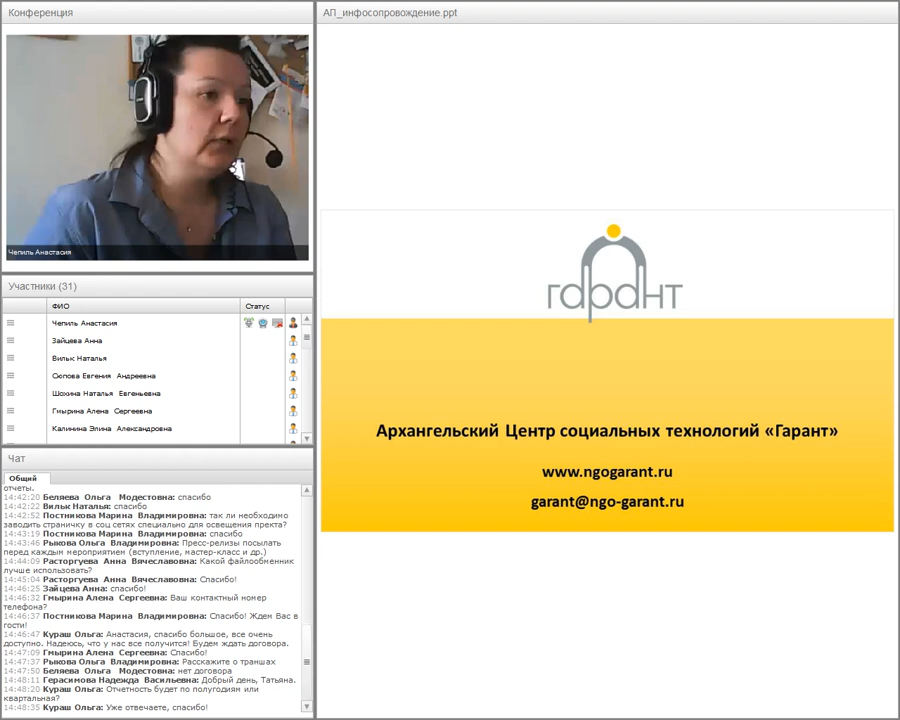 Конференция
Чепиль Анастасия
Участники (31)
ФИО
Статус
Чепиль Анастасия
Зайцева Анна
Вильк Наталья
Сюпова Евгения Андреевна
Шохина Наталья Евгеньевна
Гмырина Алена Сергеевна
Калинина Элина Александровна
Чат
Общий
отчеты.
14:42:20 Беляева Ольга Модестовна: спасибо
14:42:22 Вильк Наталья: спасибо
14:42:52 Постникова Марина Владимировна: так ли необходимо
заводить страничку в соц сетях специально для освещения пректа?
14:43:19 Постникова Марина Владимировна: спасибо
14:43:46 Рыкова Ольга Владимировна: Пресс-релизы посылать
перед каждым мероприятием (вступление, мастер-класс и др.)
14:44:09 Расторгуева Анна Вячеславовна: Какой файлообменник
лучше использовать?
14:45:04 Расторгуева Анна Вячеславовна: Спасибо!
14:46:25 Зайцева Анна: спасибо!
14:46:32 Гмырина Алена Сергеевна: Ваш контактный номер
телефона?
14:46:37 Постникова Марина Владимировна: Спасибо! Ждем Вас в
гости!
14:46:47 Кураш Ольга: Анастасия, спасибо большое, все очень
доступно. Надеюсь, что у нас все получится! Будем ждать договора.
14:47:09 Гмырина Алена Сергеевна: Спасибо!
14:47:37 Рыкова Ольга Владимировна: Расскажите о траншах
14:47:50 Беляева Ольга Модестовна: нет договора
14:48:11 Герасимова Надежда Васильевна: Добрый день, Татьяна.
14:48:20 Кураш Ольга: Отчетность будет по полугодиям или
квартальная?
14:48:35 Кураш Ольга: Уже отвечаете, спасибо!
АП_инфосопровождение.ppt
гарант
Архангельский Центр социальных технологий «Гарант»
www.ngogarant.ru
garant@ngo-garant.ru